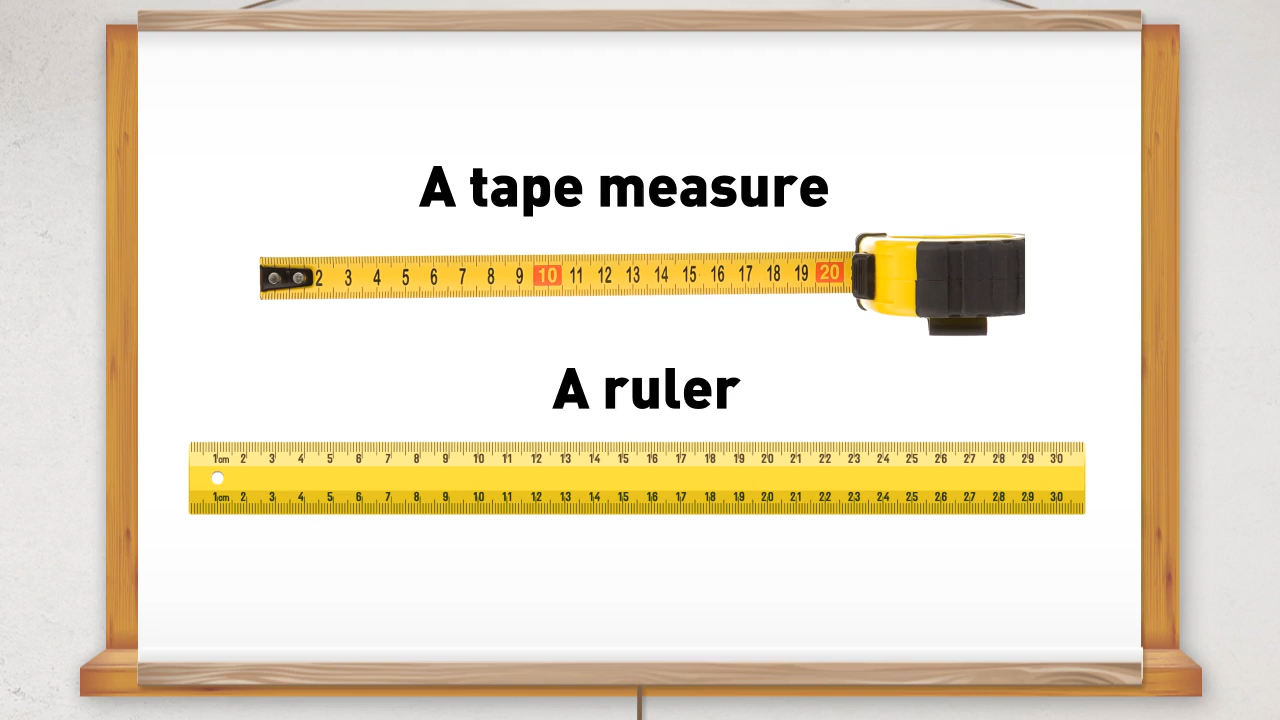 A tape measure
2 3 4 5 6 7 8 9 10 11 12 13 14 15 16 17 18 19 20
A ruler
1cm 2 3 4 5 6 7 8 9 10 11 12 13 14 15 16 17 18 19 20 21 22 23 24 25 26 27 28 29 30
1cm 2 3 4 5 6 7 8 9 10 11 12 13 14 15 16 17 18 19 20 21 22 23 24 25 26 27 28 29 30